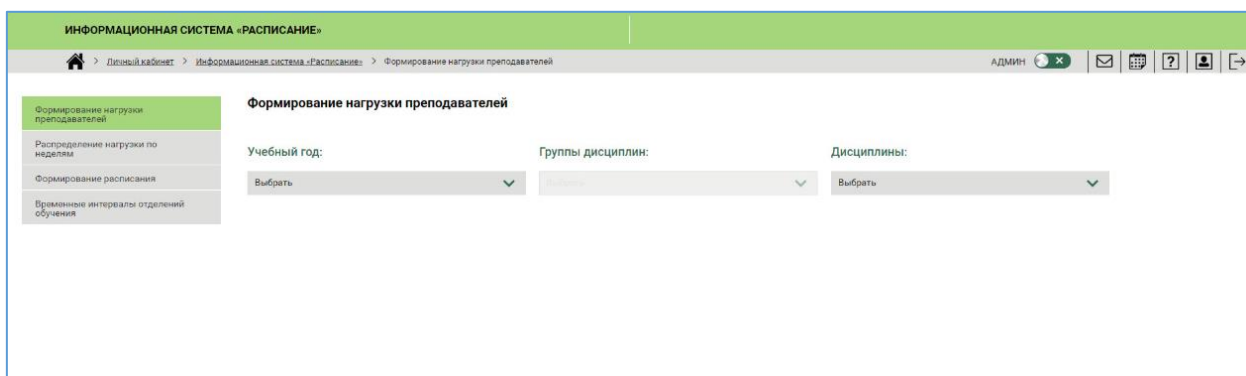 ИНФОРМАЦИОННАЯ СИСТЕМА «РАСПИСАНИЕ»
> Личный кабинет > Информационная система «Расписание» > Формирование нагрузки преподавателей
АДМИН
Формирование нагрузки
преподавателей
Распределение нагрузки по
неделям
Формирование расписания
Временные интервалы отделений
обучения
Формирование нагрузки преподавателей
Учебный год:
Группы дисциплин:
Дисциплины:
Выбрать
Выбрать
Выбрать